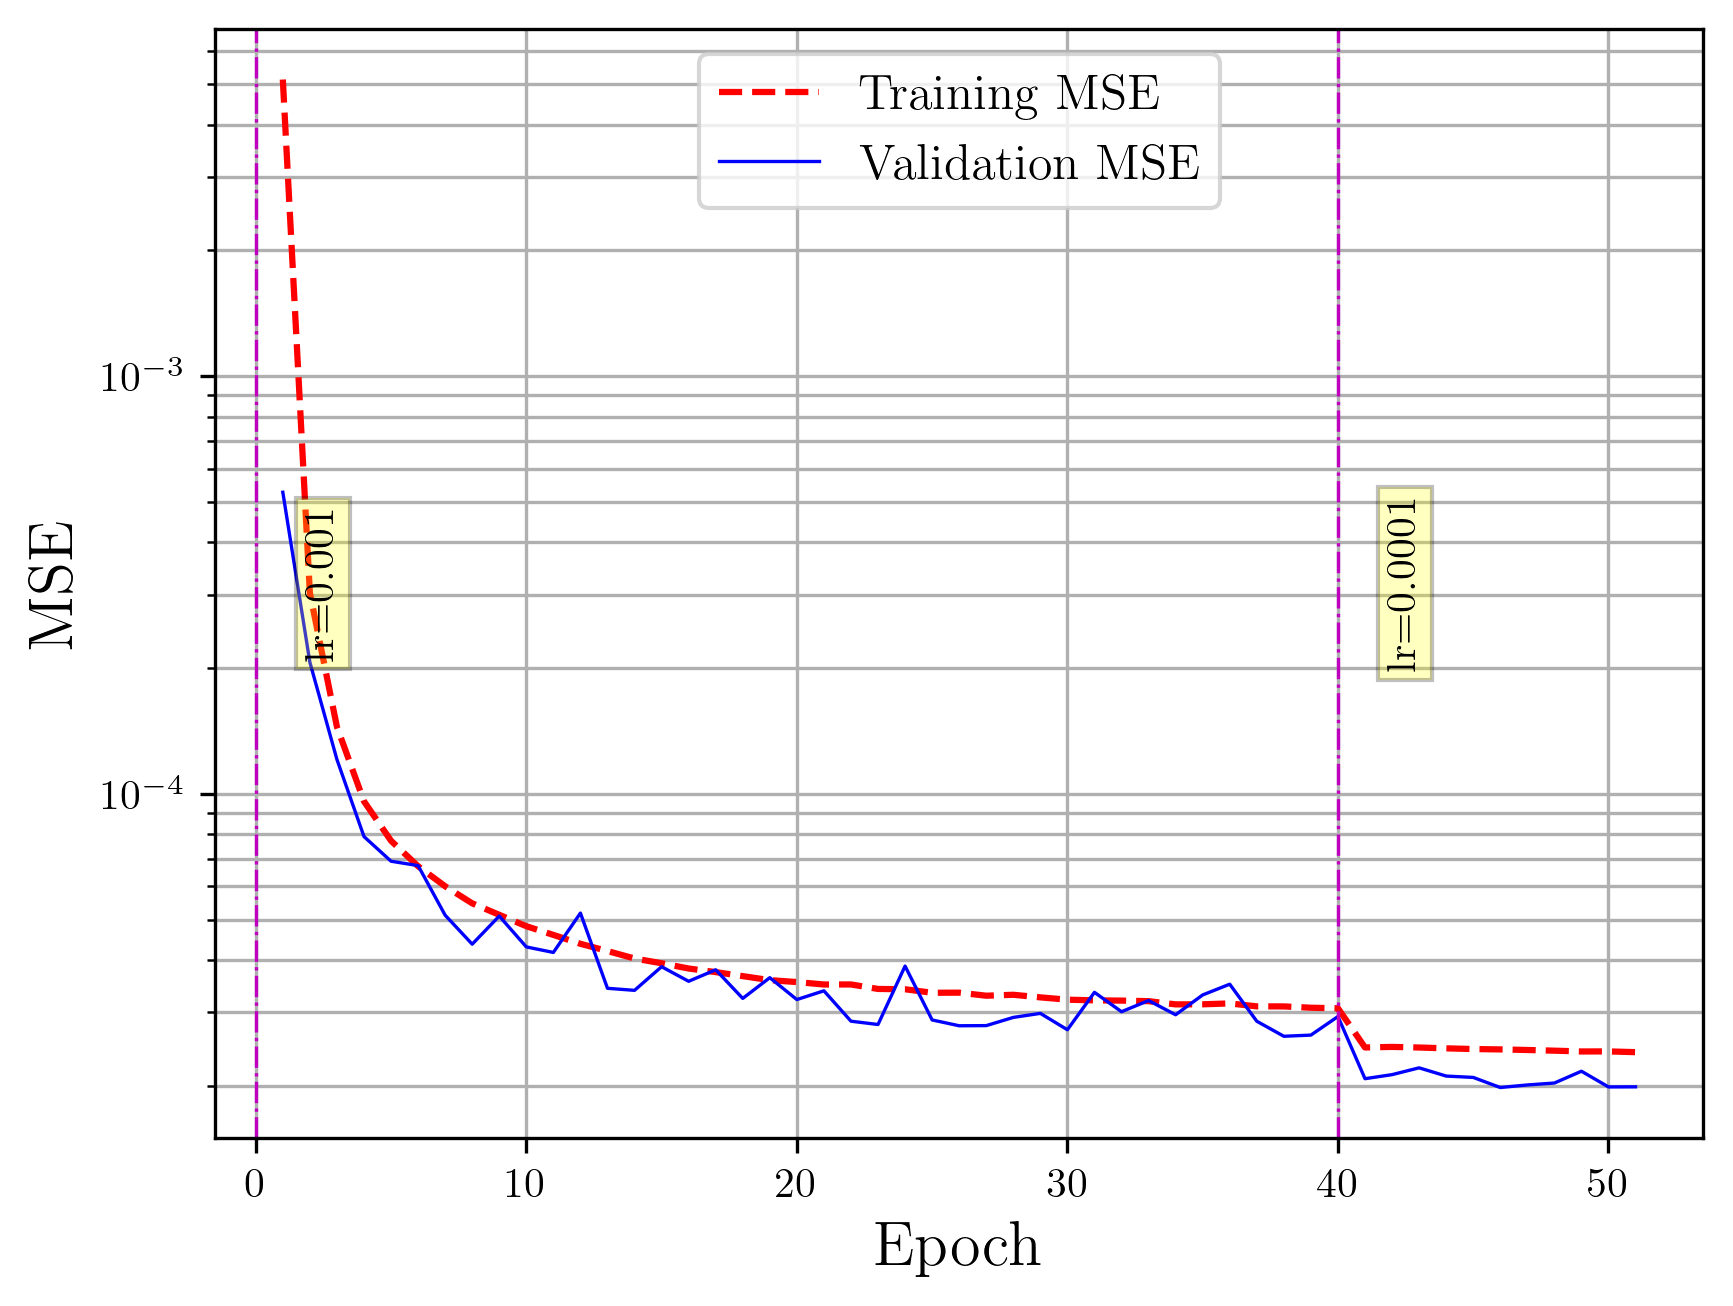 Training MSE
Validation MSE
10⁻³
10⁻⁴
MSE
lr=0.001
lr=0.0001
0 10 20 30 40 50
Epoch